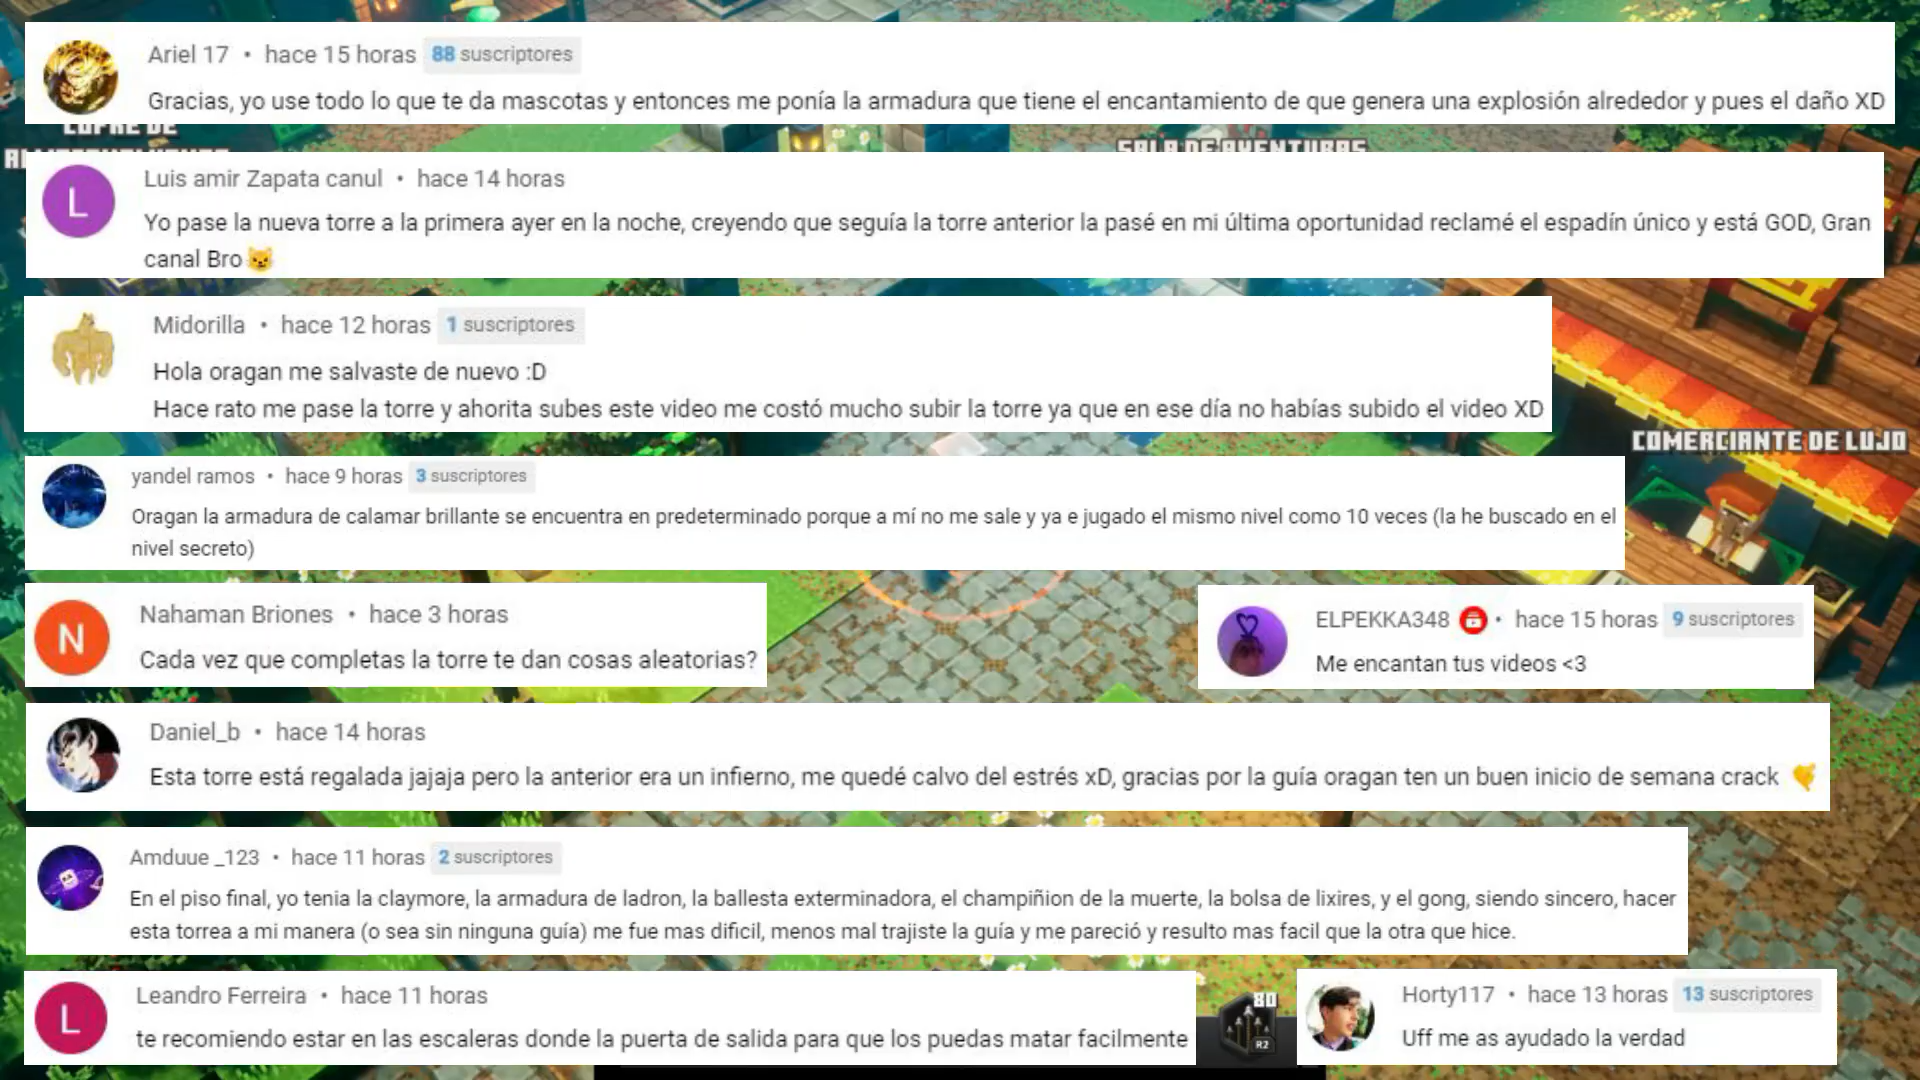 Ariel 17 • hace 15 horas 88 suscriptores
Gracias, yo use todo lo que te da mascotas y entonces me ponía la armadura que tiene el encantamiento de que genera una explosión alrededor y pues el daño XD
COFRE DE
SALA DE AVENTURAS
Luis amir Zapata canul • hace 14 horas
Yo pase la nueva torre a la primera ayer en la noche, creyendo que seguía la torre anterior la pasé en mi última oportunidad reclamé el espadín único y está GOD, Gran
canal Bro😼
Midorilla • hace 12 horas 1 suscriptores
Hola oragan me salvaste de nuevo :D
Hace rato me pase la torre y ahorita subes este video me costó mucho subir la torre ya que en ese día no habías subido el video XD
COMERCIANTE DE LUJO
yandel ramos • hace 9 horas 3 suscriptores
Oragan la armadura de calamar brillante se encuentra en predeterminado porque a mí no me sale y ya e jugado el mismo nivel como 10 veces (la he buscado en el
nivel secreto)
Nahaman Briones • hace 3 horas
Cada vez que completas la torre te dan cosas aleatorias?
ELPEKKA348 • hace 15 horas 9 suscriptores
Me encantan tus videos <3
Daniel_b • hace 14 horas
Esta torre está regalada jajaja pero la anterior era un infierno, me quedé calvo del estrés xD, gracias por la guía oragan ten un buen inicio de semana crack
Amduue _123 • hace 11 horas 2 suscriptores
En el piso final, yo tenia la claymore, la armadura de ladron, la ballesta exterminadora, el champiñion de la muerte, la bolsa de lixires, y el gong, siendo sincero, hacer
esta torrea a mi manera (o sea sin ninguna guía) me fue mas dificil, menos mal trajiste la guía y me pareció y resulto mas facil que la otra que hice.
Leandro Ferreira • hace 11 horas
te recomiendo estar en las escaleras donde la puerta de salida para que los puedas matar facilmente
80
R2
Horty117 • hace 13 horas 13 suscriptores
Uff me as ayudado la verdad